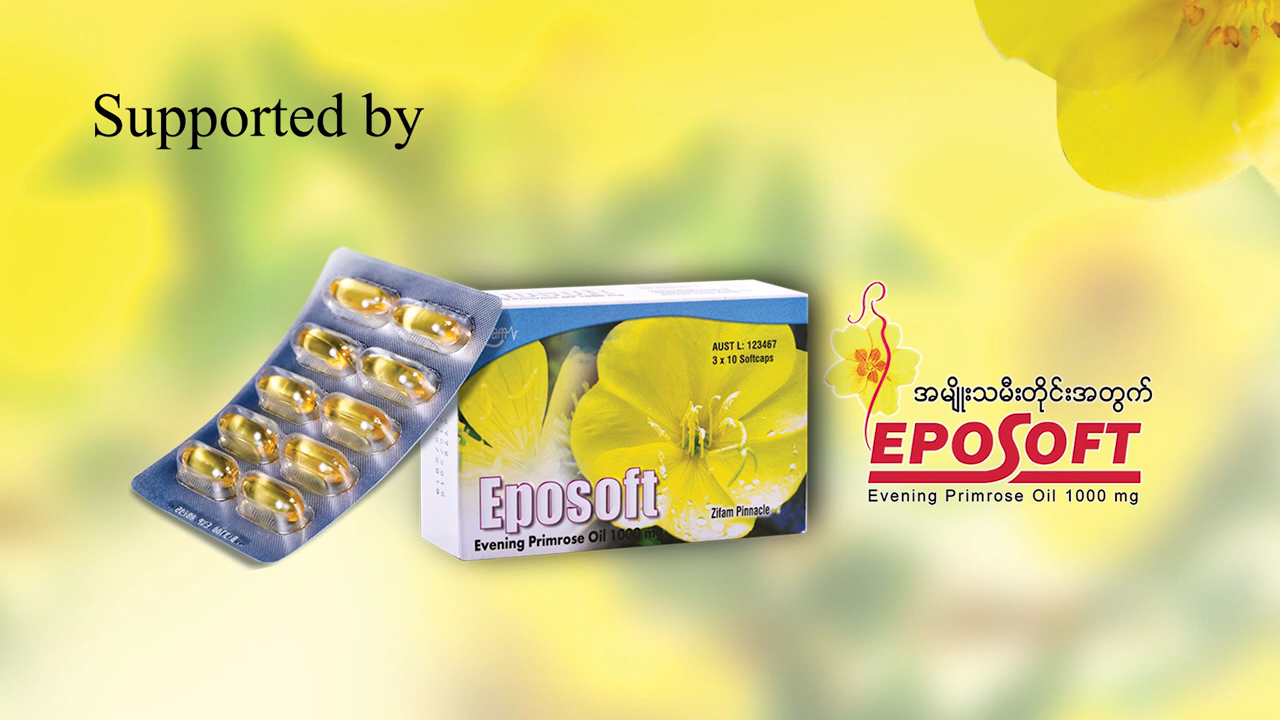 Supported by
AUST L: 123467
3 x 10 Softcaps
Eposoft
Zifam Pinnacle
Evening Primrose Oil 1000 mg
အမျိုးသမီးတိုင်းအတွက်
EPOSOFT
Evening Primrose Oil 1000 mg